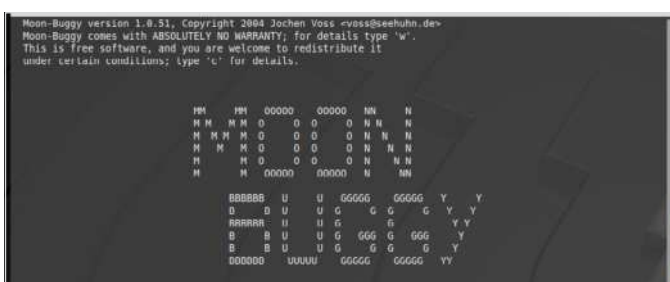 Moon-Buggy version 1.0.51, Copyright 2004 Jochen Voss <voss@seehuhn.de>
Moon-Buggy comes with ABSOLUTELY NO WARRANTY; for details type 'w'.
This is free software, and you are welcome to redistribute it
under certain conditions; type 'c' for details.
MOON
BUGGY